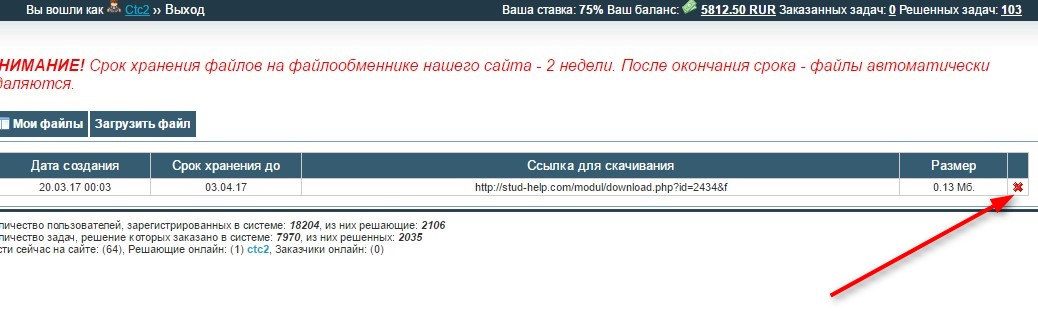 Вы вошли как Ctc2 ›› Выход Ваша ставка: 75% Ваш баланс: 5812.50 RUR Заказанных задач: 0 Решенных задач: 103
НИМАНИЕ! Срок хранения файлов на файлообменнике нашего сайта - 2 недели. После окончания срока - файлы автоматически
даляются.
Мои файлы Загрузить файл
Дата создания Срок хранения до Ссылка для скачивания Размер
20.03.17 00:03 03.04.17 http://stud-help.com/modul/download.php?id=2434&f 0.13 Мб.
личество пользователей, зарегистрированных в системе: 18204, из них решающие: 2106
личество задач, решение которых заказано в системе: 7970, из них решенных: 2035
сти сейчас на сайте: (64), Решающие онлайн: (1) ctc2, Заказчики онлайн: (0)